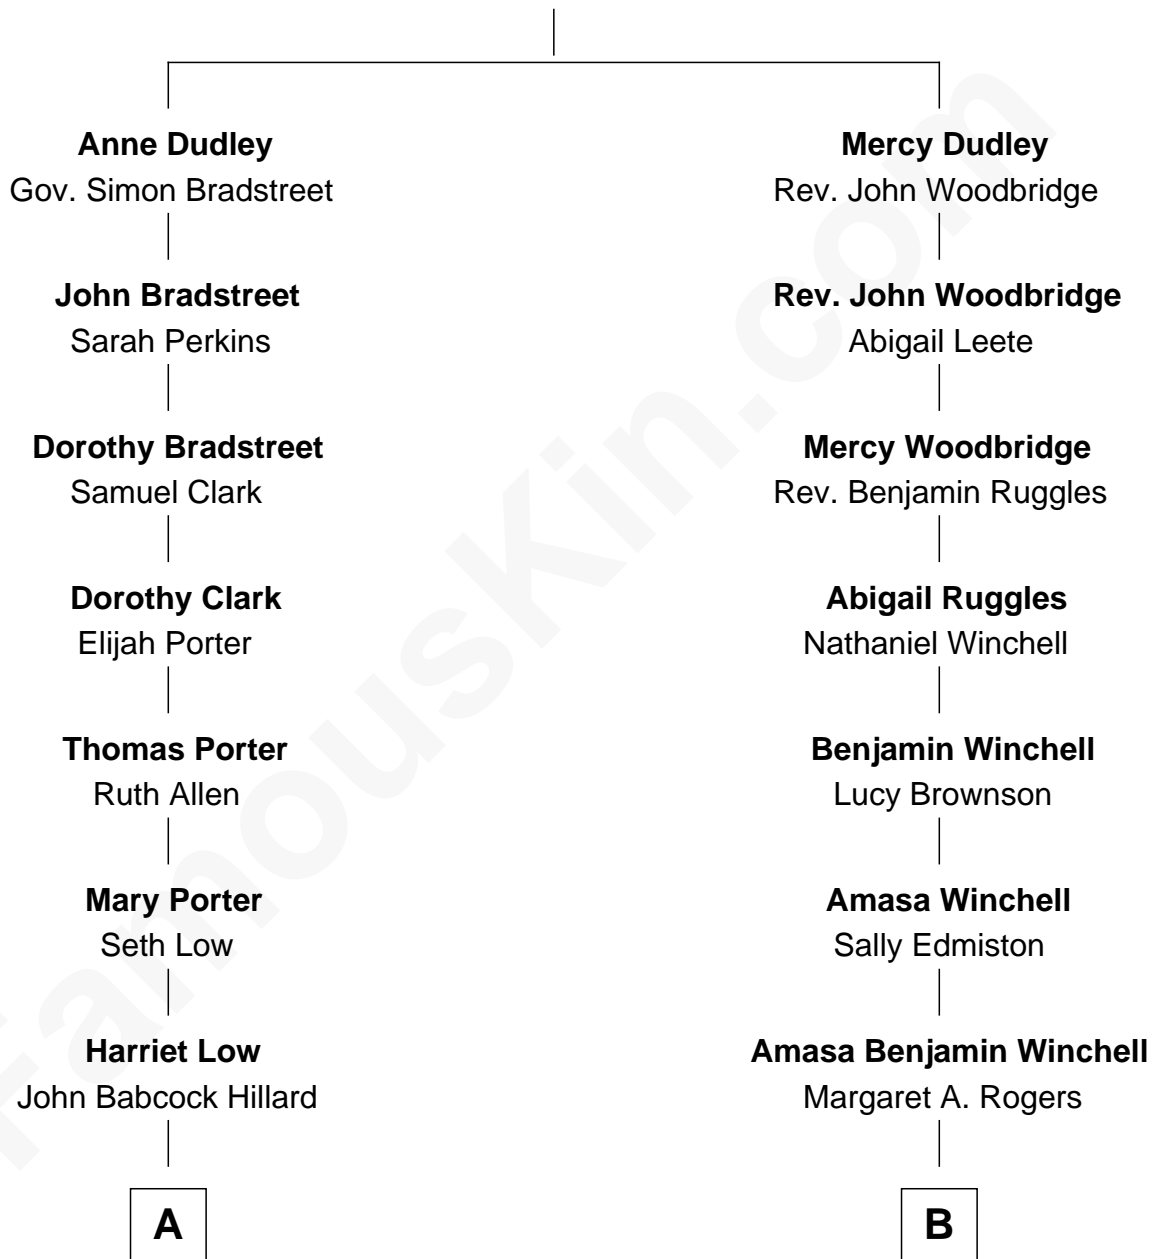 Anne Dudley
Gov. Simon Bradstreet
Mercy Dudley
Rev. John Woodbridge
John Bradstreet
Sarah Perkins
Rev. John Woodbridge
Abigail Leete
Dorothy Bradstreet
Samuel Clark
Mercy Woodbridge
Rev. Benjamin Ruggles
Dorothy Clark
Elijah Porter
Abigail Ruggles
Nathaniel Winchell
Thomas Porter
Ruth Allen
Benjamin Winchell
Lucy Brownson
Mary Porter
Seth Low
Amasa Winchell
Sally Edmiston
Harriet Low
John Babcock Hillard
Amasa Benjamin Winchell
Margaret A. Rogers
A
B
FamousKin.com